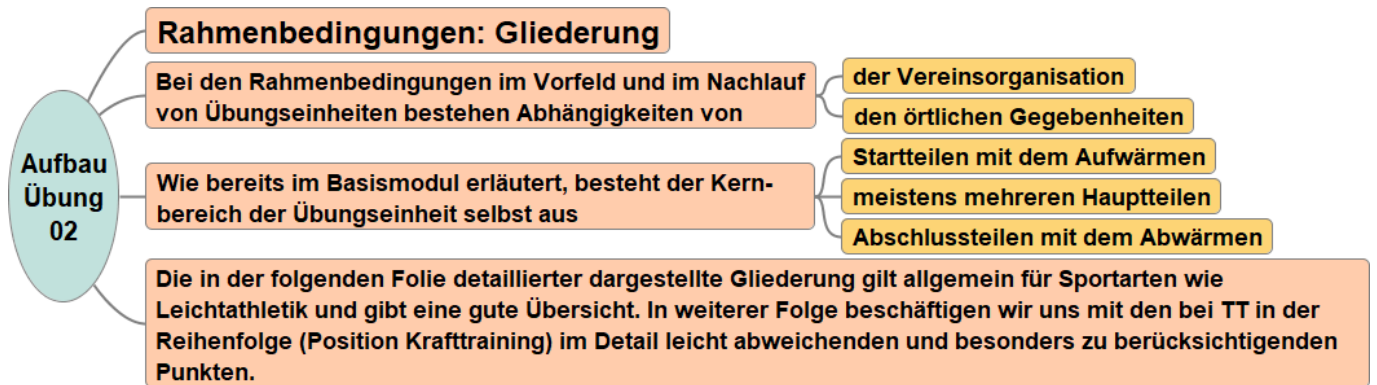 Aufbau
Übung
02
Rahmenbedingungen: Gliederung
Bei den Rahmenbedingungen im Vorfeld und im Nachlauf
von Übungseinheiten bestehen Abhängigkeiten von
der Vereinsorganisation
den örtlichen Gegebenheiten
Wie bereits im Basismodul erläutert, besteht der Kern-
bereich der Übungseinheit selbst aus
Startteilen mit dem Aufwärmen
meistens mehreren Hauptteilen
Abschlussteilen mit dem Abwärmen
Die in der folgenden Folie detaillierter dargestellte Gliederung gilt allgemein für Sportarten wie
Leichtathletik und gibt eine gute Übersicht. In weiterer Folge beschäftigen wir uns mit den bei TT in der
Reihenfolge (Position Krafttraining) im Detail leicht abweichenden und besonders zu berücksichtigenden
Punkten.